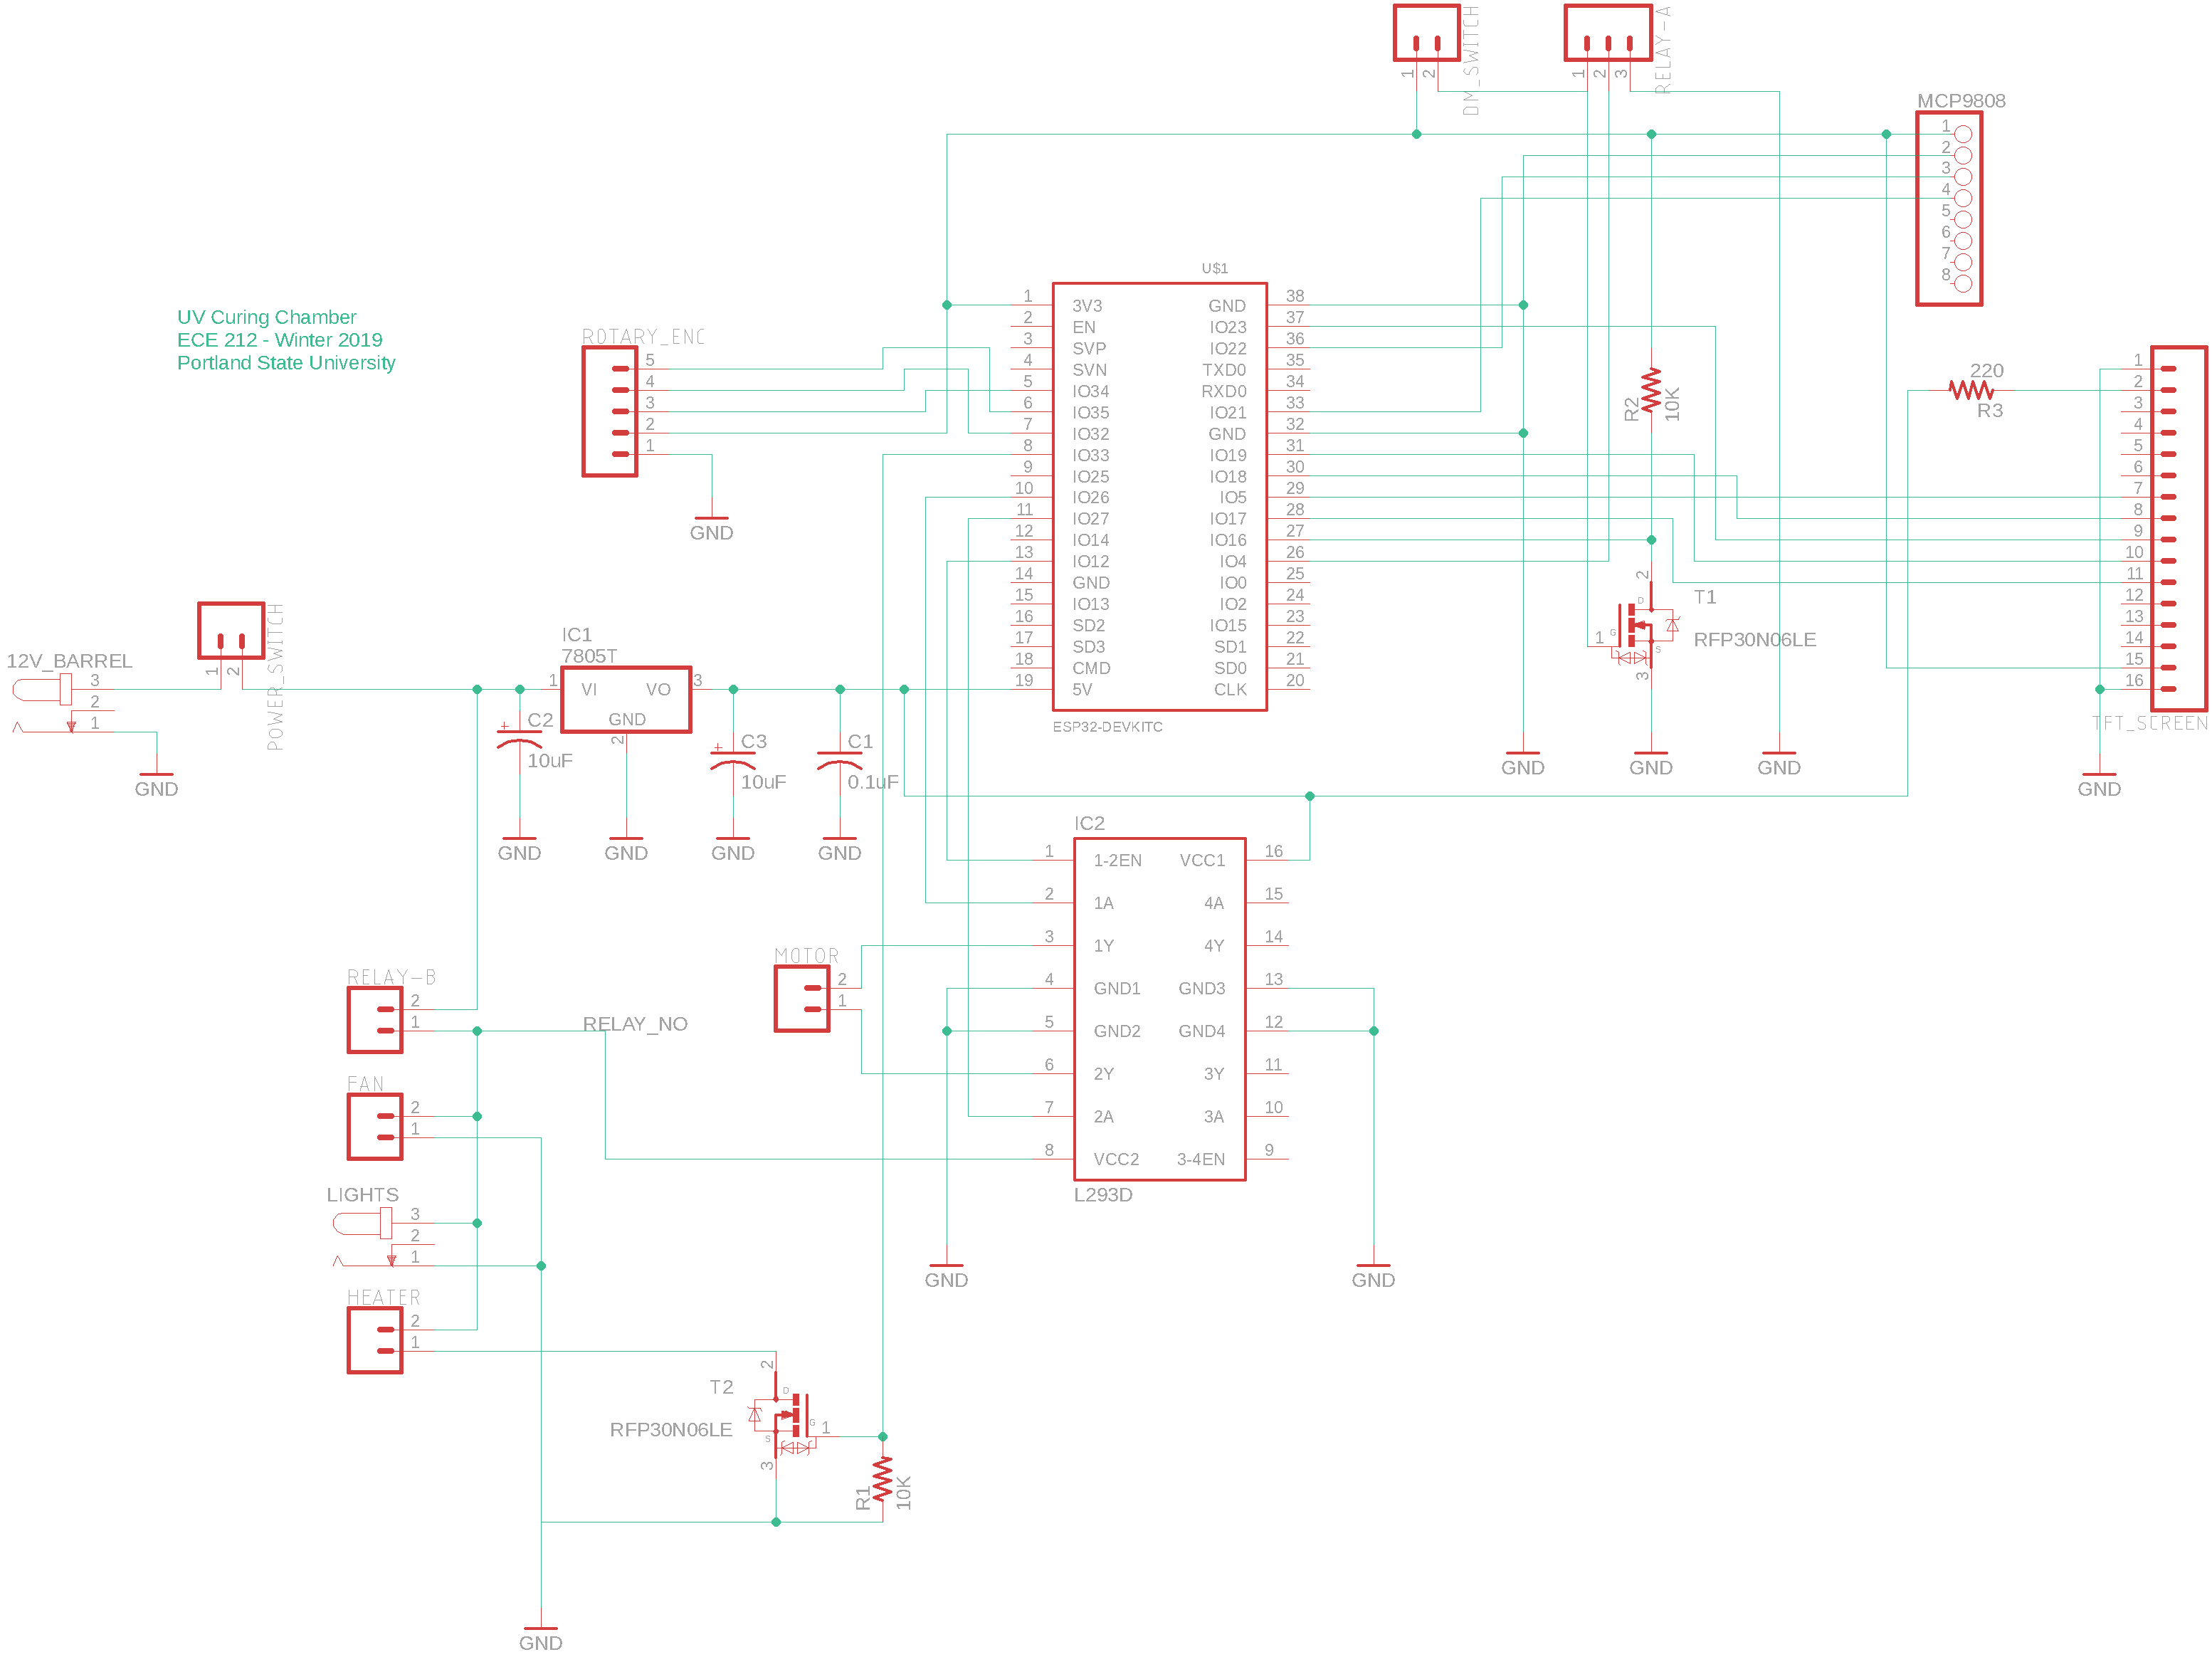 DM_SWITCH
1
2
RELAY-A
1
2
3
MCP9808
1
2
3
4
5
6
7
8
UV Curing Chamber
ECE 212 - Winter 2019
Portland State University
ROTARY_ENC
5
4
3
2
1
GND
U$1
1 3V3 GND 38
2 EN IO23 37
3 SVP IO22 36
4 SVN TXD0 35
5 IO34 RXD0 34
6 IO35 IO21 33
7 IO32 GND 32
8 IO33 IO19 31
9 IO25 IO18 30
10 IO26 IO5 29
11 IO27 IO17 28
12 IO14 IO16 27
13 IO12 IO4 26
14 GND IO0 25
15 IO13 IO2 24
16 SD2 IO15 23
17 SD3 SD1 22
18 CMD SD0 21
19 5V CLK 20
ESP32-DEVKITC
R2
10K
220
R3
1
2
3
4
5
6
7
8
9
10
11
12
13
14
15
16
TFT_SCREEN
GND
2
D
T1
1 G
S
RFP30N06LE
3
GND
GND
GND
12V_BARREL
3
2
1
GND
POWER_SWITCH
1
2
IC1
7805T
1 VI VO 3
GND
2
GND
+ C2
10uF
GND
+ C3
10uF
GND
C1
0.1uF
GND
IC2
1 1-2EN VCC1 16
2 1A 4A 15
3 1Y 4Y 14
4 GND1 GND3 13
5 GND2 GND4 12
6 2Y 3Y 11
7 2A 3A 10
8 VCC2 3-4EN 9
L293D
GND
GND
MOTOR
2
1
RELAY-B
2
1
RELAY_NO
FAN
2
1
LIGHTS
3
2
1
HEATER
2
1
2
T2
D
G 1
S
RFP30N06LE
3
R1
10K
GND